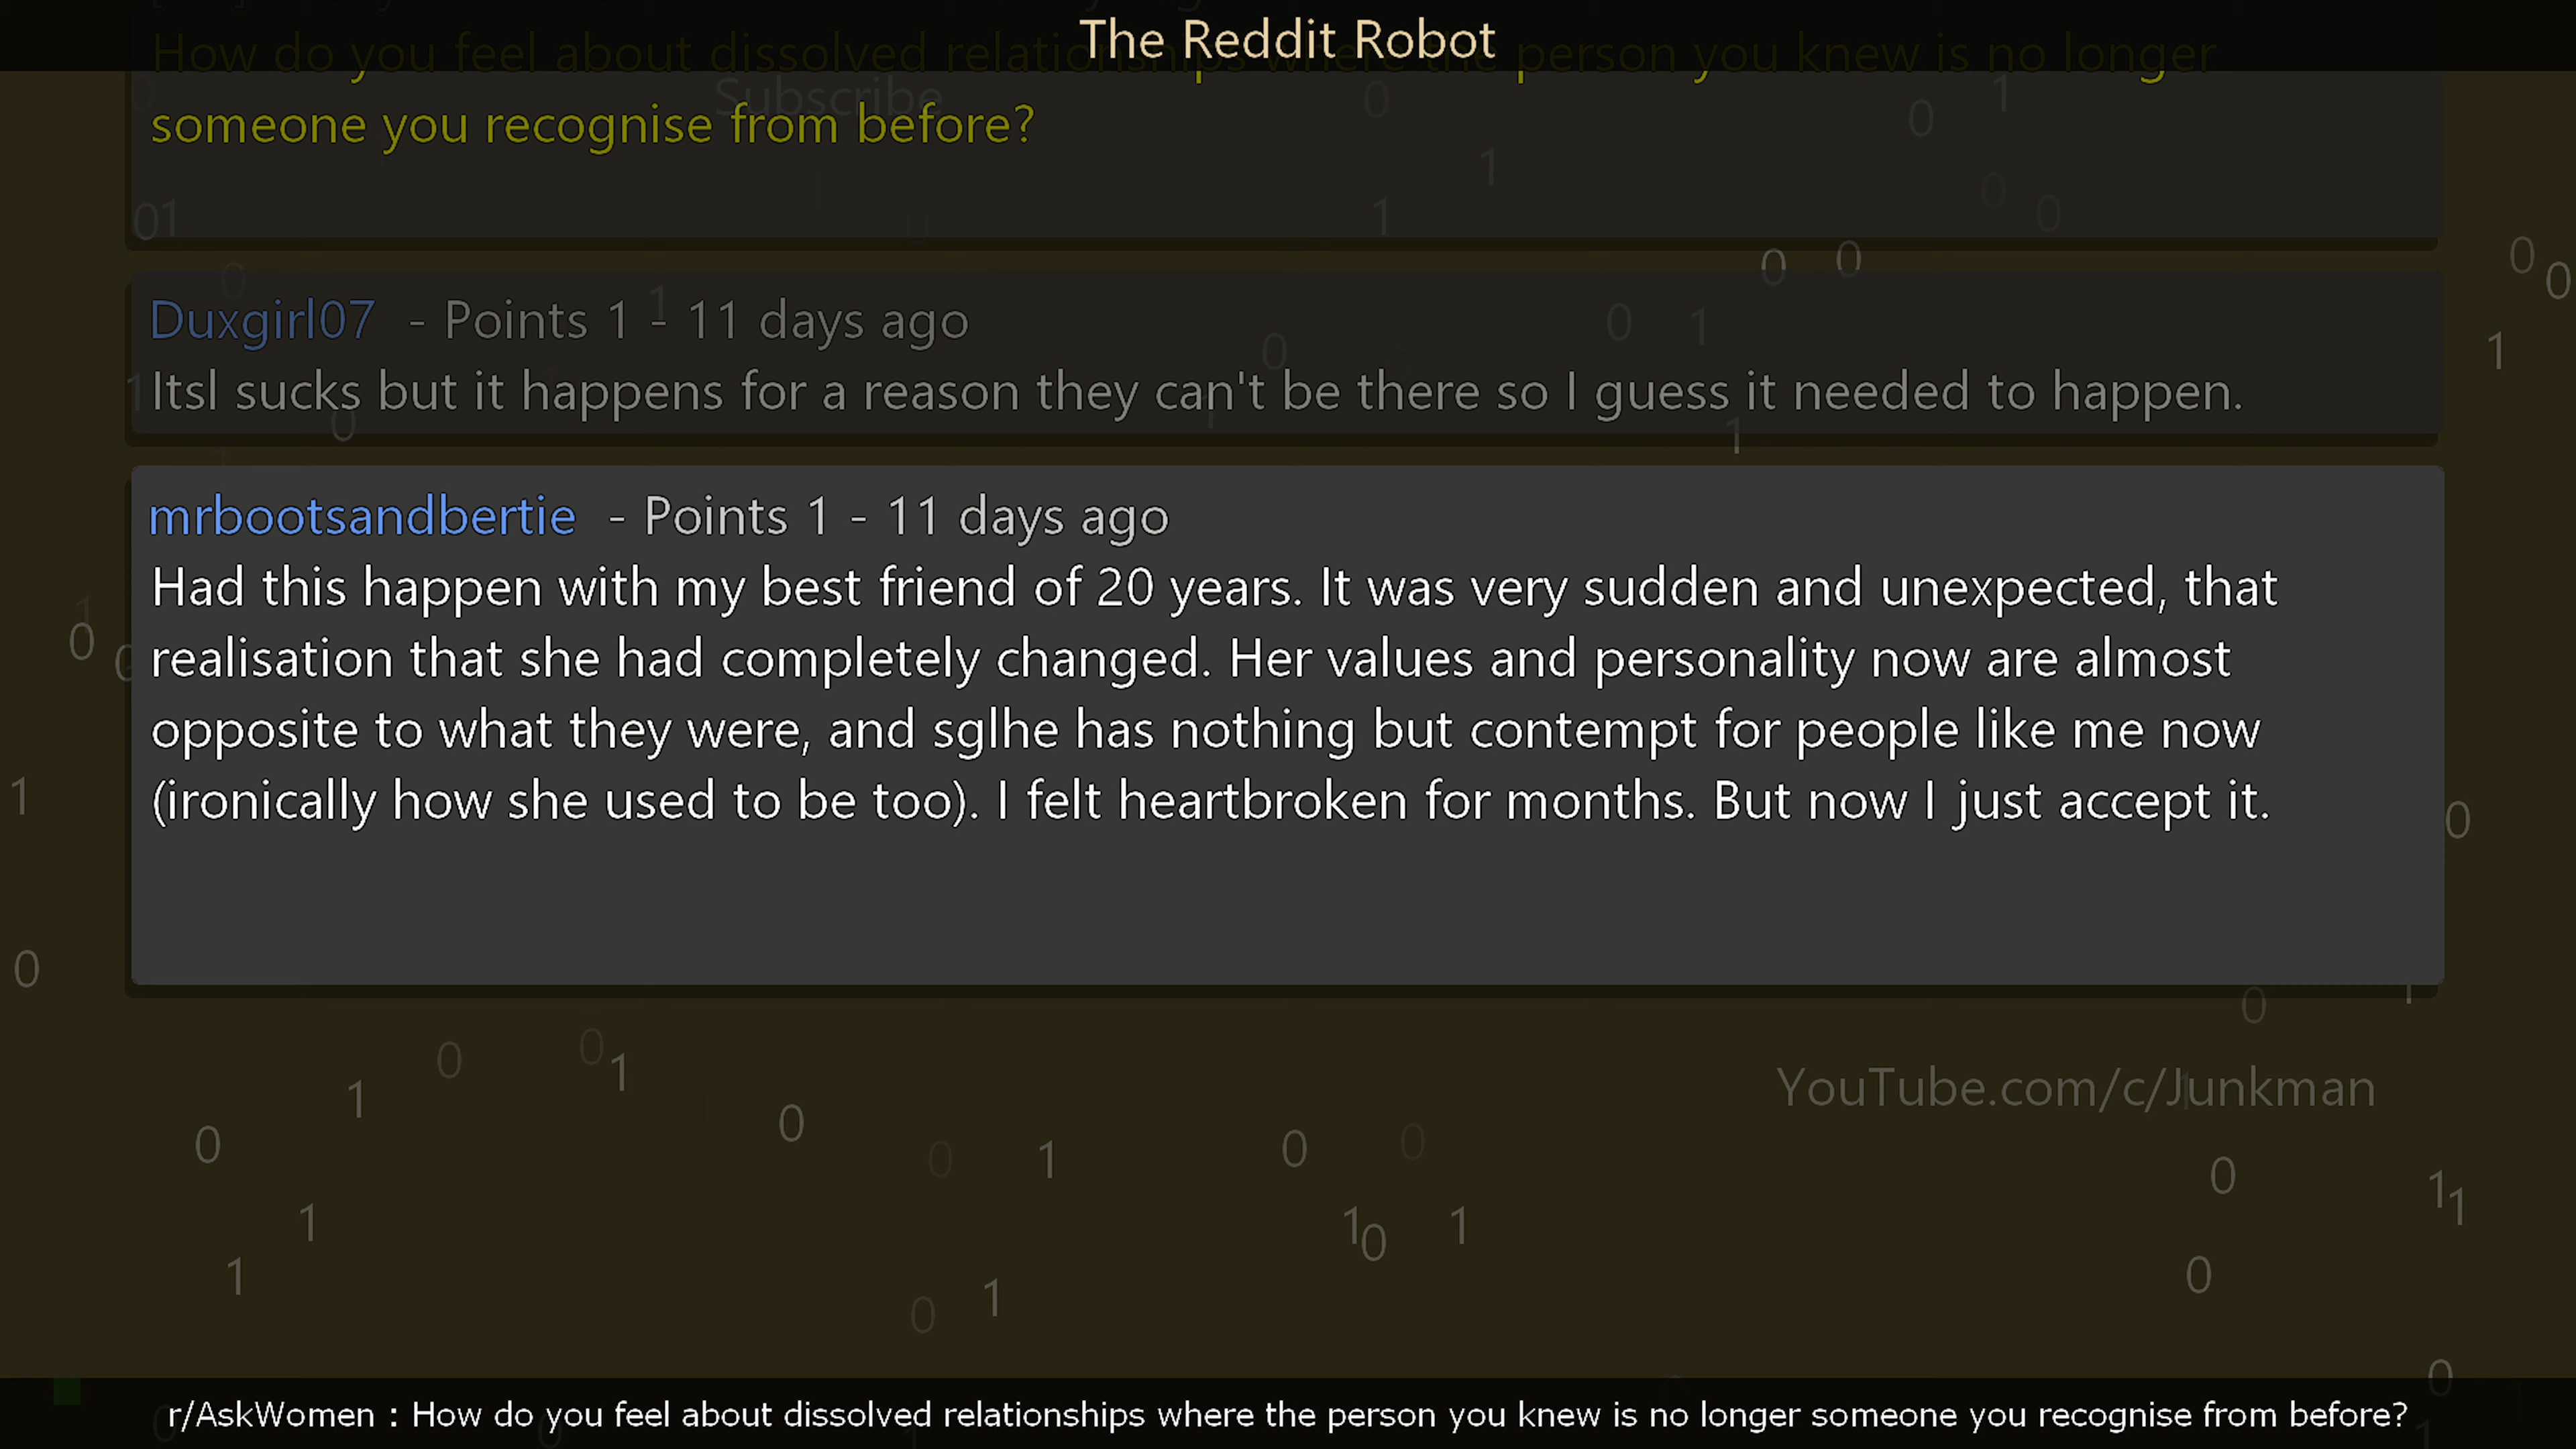 The Reddit Robot
How do you feel about dissolved relationships where the person you knew is no longer
Subscribe
someone you recognise from before?
Duxgirl07 - Points 1 - 11 days ago
Itsl sucks but it happens for a reason they can't be there so I guess it needed to happen.
mrbootsandbertie - Points 1 - 11 days ago
Had this happen with my best friend of 20 years. It was very sudden and unexpected, that
realisation that she had completely changed. Her values and personality now are almost
opposite to what they were, and sglhe has nothing but contempt for people like me now
(ironically how she used to be too). I felt heartbroken for months. But now I just accept it.
YouTube.com/c/Junkman
r/AskWomen : How do you feel about dissolved relationships where the person you knew is no longer someone you recognise from before?